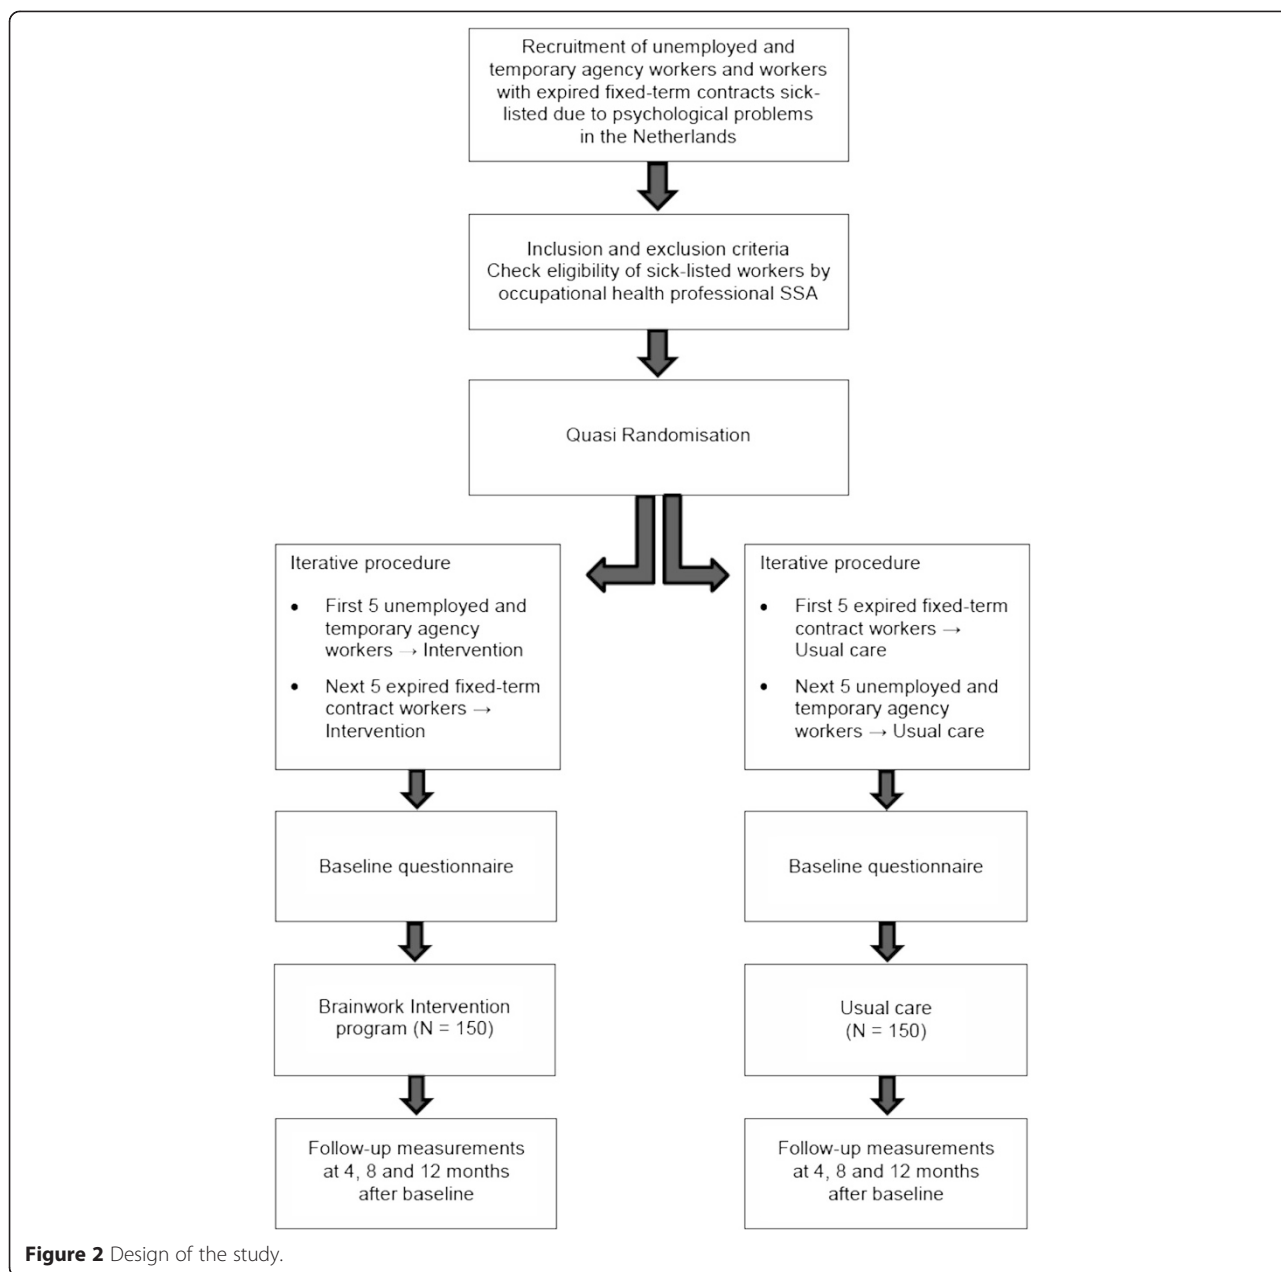 Recruitment of unemployed and
temporary agency workers and workers
with expired fixed-term contracts sick-
listed due to psychological problems
in the Netherlands
Inclusion and exclusion criteria
Check eligibility of sick-listed workers by
occupational health professional SSA
Quasi Randomisation
Iterative procedure
• First 5 unemployed and
temporary agency
workers → Intervention
• Next 5 expired fixed-term
contract workers →
Intervention
Iterative procedure
• First 5 expired fixed-term
contract workers →
Usual care
• Next 5 unemployed and
temporary agency
workers → Usual care
Baseline questionnaire
Baseline questionnaire
Brainwork Intervention
program (N = 150)
Usual care
(N = 150)
Follow-up measurements
at 4, 8 and 12 months
after baseline
Follow-up measurements
at 4, 8 and 12 months
after baseline
Figure 2 Design of the study.